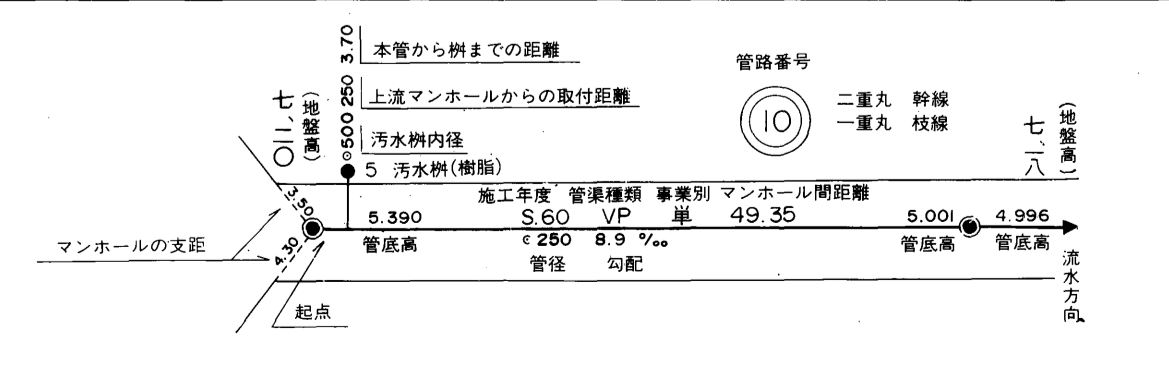 3.70
本管から桝までの距離
250
上流マンホールからの取付距離
500
汚水桝内径
5 汚水桝(樹脂)
七、〇二一
(地盤高)
管路番号
10
二重丸 幹線
一重丸 枝線
七、二八
(地盤高)
施工年度 管渠種類 事業別 マンホール間距離
5.390 S.60 VP 単 49.35 5.001 4.996
管底高 250 8.9 ‰ 管底高 管底高
管径 勾配
3.50
4.30
マンホールの支距
起点
流水方向